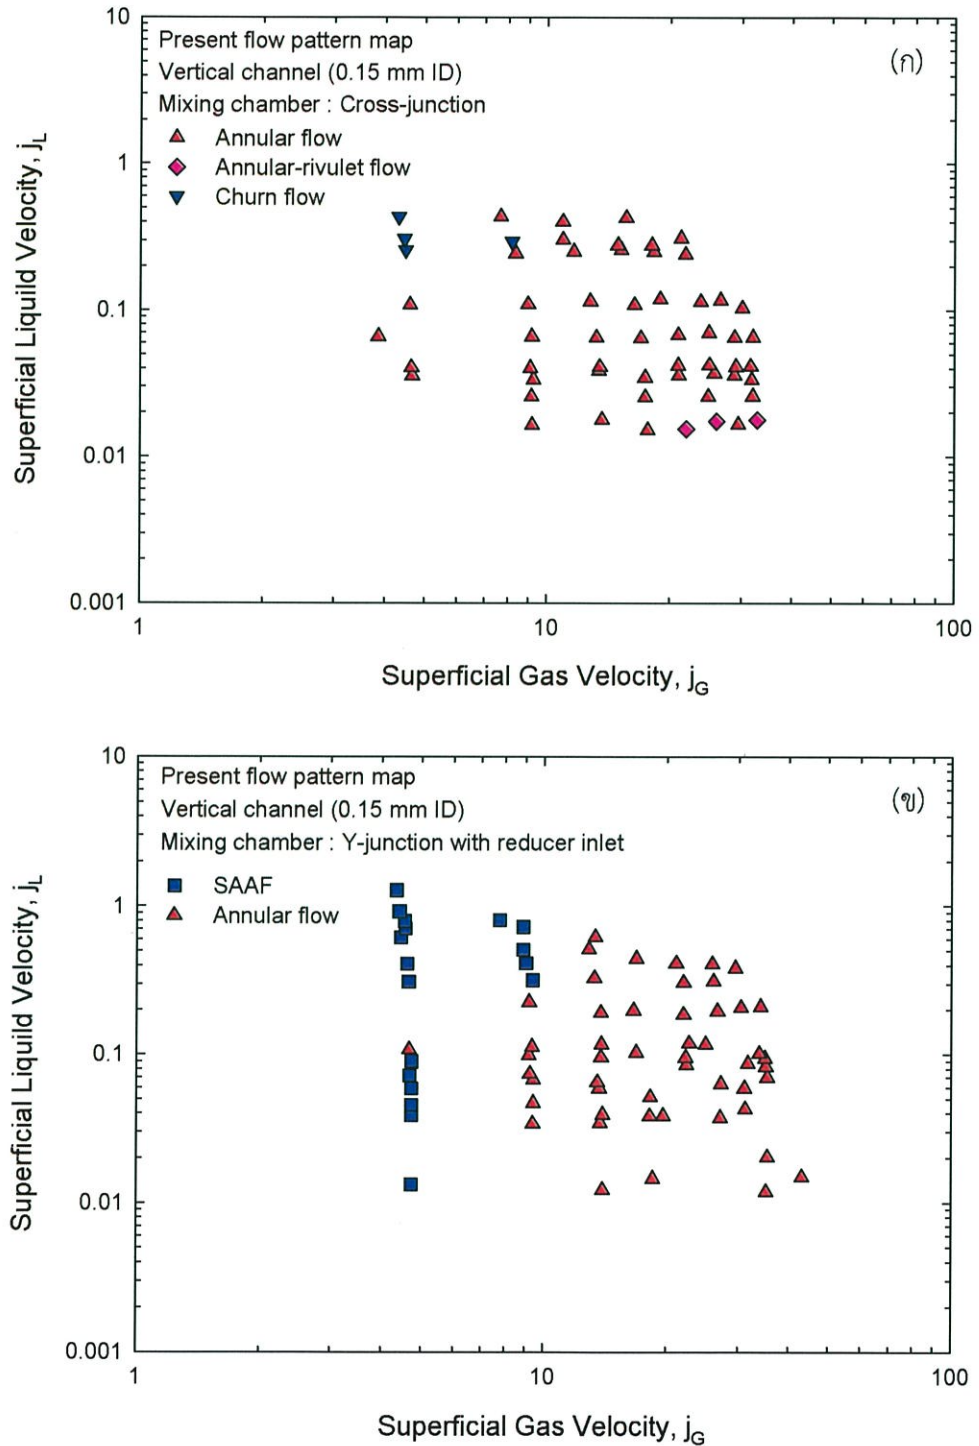 10
Present flow pattern map
(ก)
Vertical channel (0.15 mm ID)
Mixing chamber : Cross-junction
Annular flow
Annular-rivulet flow
Churn flow
1
0.1
0.01
0.001
Superficial Liquild Velocity, jL
1
10
100
Superficial Gas Velocity, jG
10
Present flow pattern map
(ข)
Vertical channel (0.15 mm ID)
Mixing chamber : Y-junction with reducer inlet
SAAF
Annular flow
1
0.1
0.01
0.001
Superficial Liquild Velocity, jL
1
10
100
Superficial Gas Velocity, jG